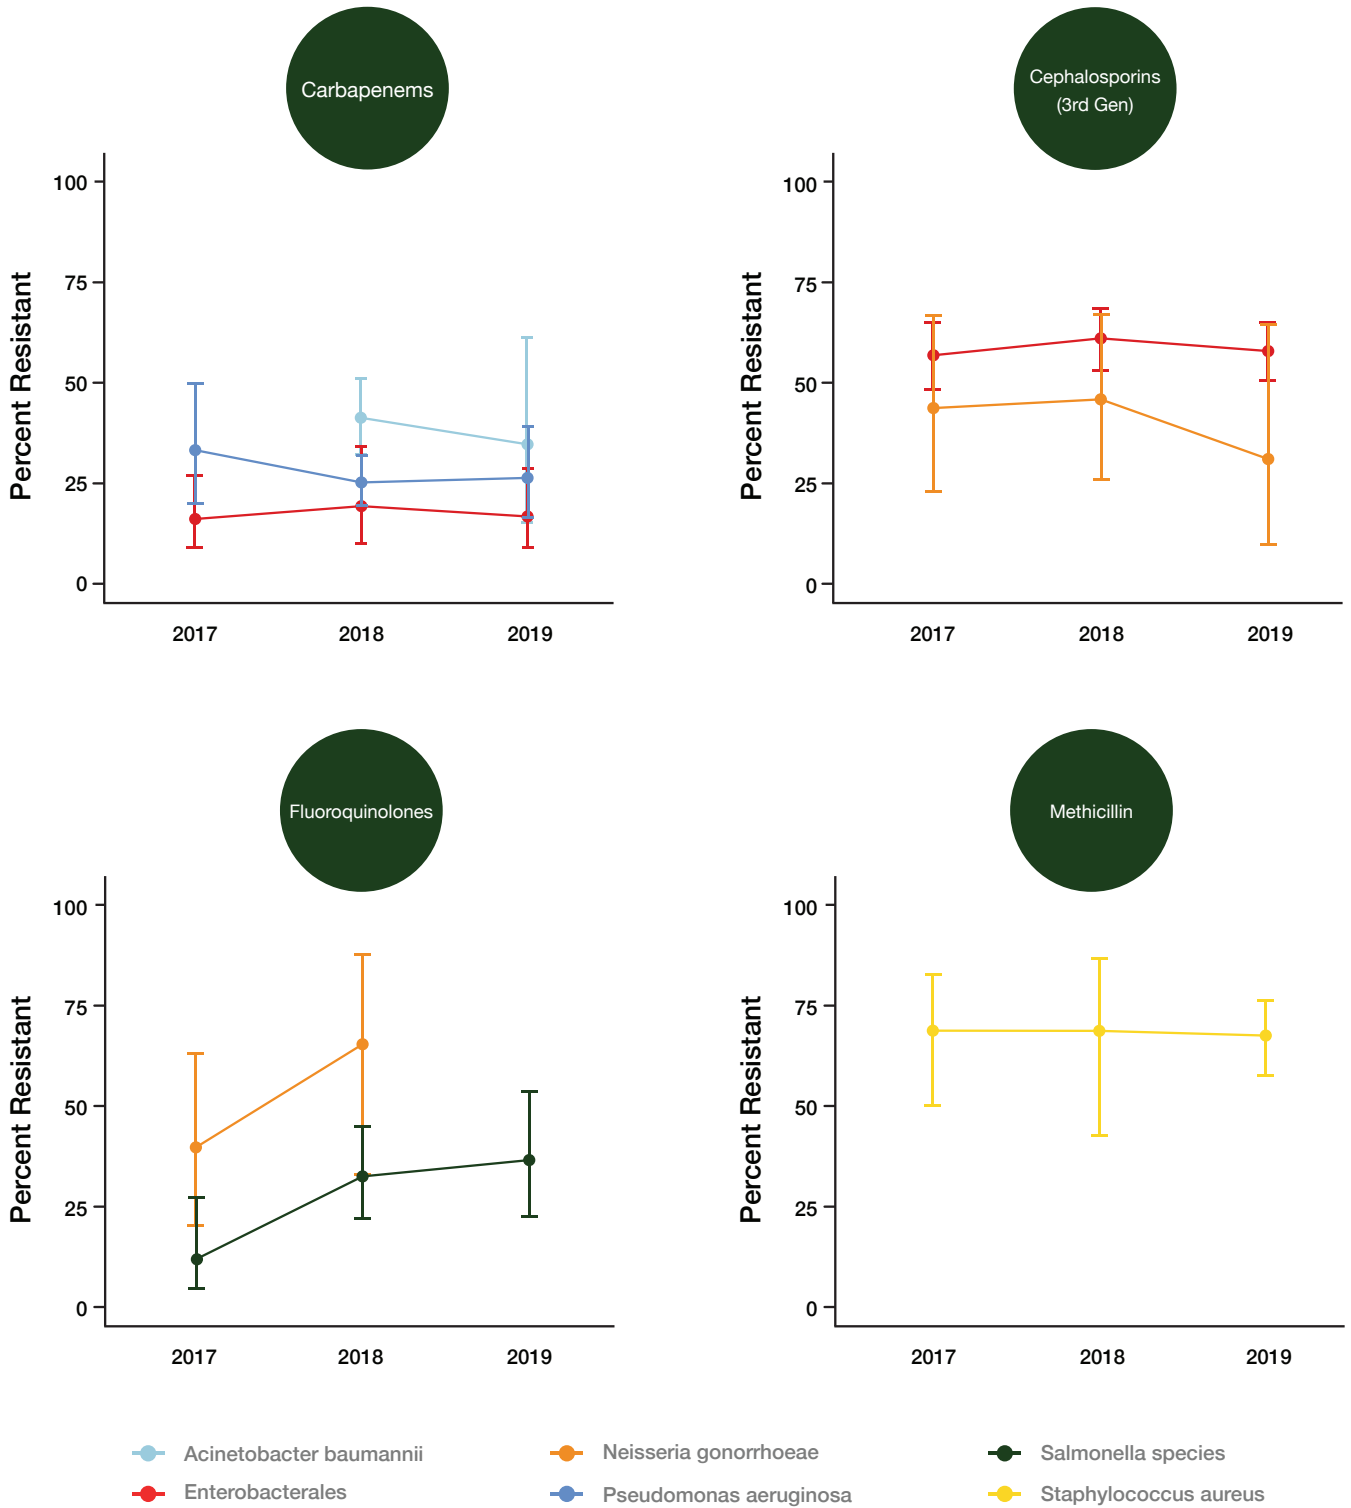 Carbapenems
100
75
50
25
0
Percent Resistant
2017 2018 2019
Cephalosporins
(3rd Gen)
100
75
50
25
0
Percent Resistant
2017 2018 2019
Fluoroquinolones
100
75
50
25
0
Percent Resistant
2017 2018 2019
Methicillin
100
75
50
25
0
Percent Resistant
2017 2018 2019
Acinetobacter baumannii
Enterobacterales
Neisseria gonorrhoeae
Pseudomonas aeruginosa
Salmonella species
Staphylococcus aureus